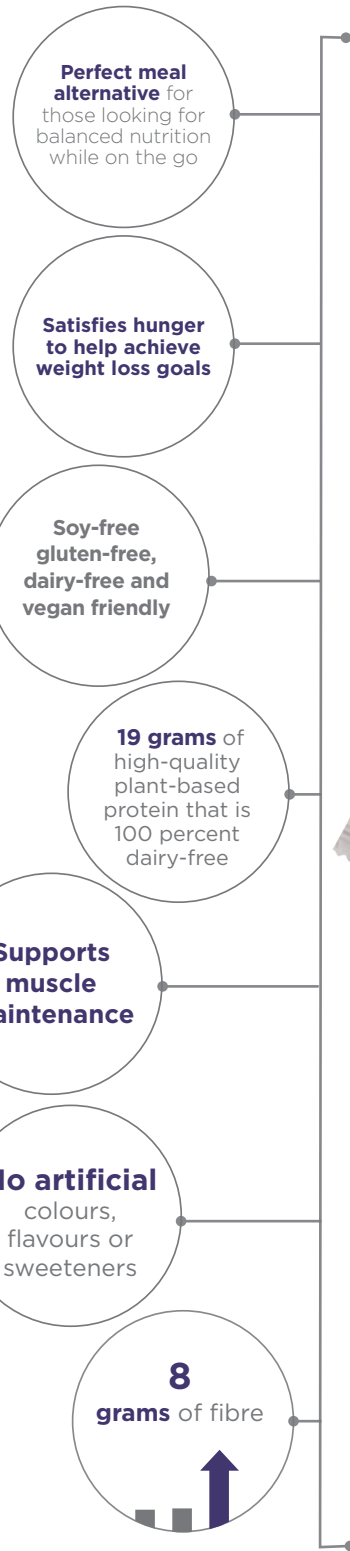 Perfect meal
alternative for
those looking for
balanced nutrition
while on the go
Satisfies hunger
to help achieve
weight loss goals
Soy-free
gluten-free,
dairy-free and
vegan friendly
19 grams of
high-quality
plant-based
protein that is
100 percent
dairy-free
Supports
muscle
maintenance
No artificial
colours,
flavours or
sweeteners
8
grams of fibre